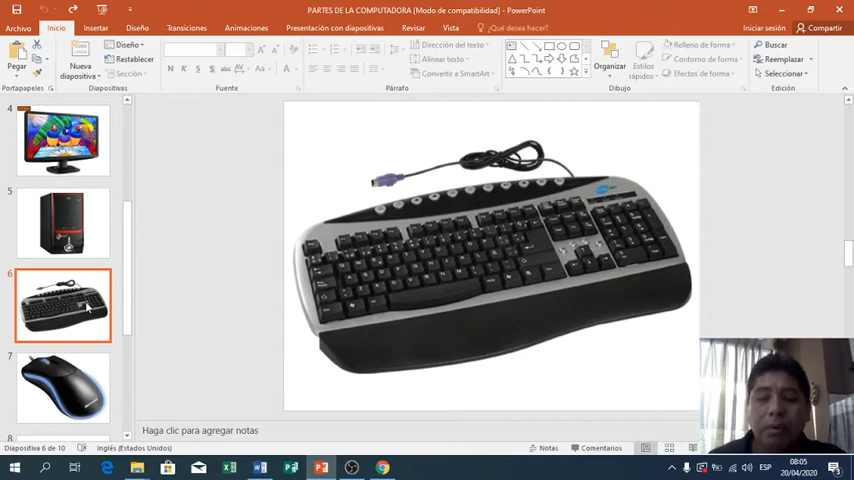 PARTES DE LA COMPUTADORA [Modo de compatibilidad] - PowerPoint
Archivo Inicio Insertar Diseño Transiciones Animaciones Presentación con diapositivas Revisar Vista ¿Qué desea hacer? Iniciar sesión Compartir
Pegar
Nueva diapositiva
Diseño
Restablecer
Sección
N K S S abc AV Aa A
Dirección del texto
Alinear texto
Convertir a SmartArt
Organizar
Estilos rápidos
Relleno de forma
Contorno de forma
Efectos de forma
Buscar
Reemplazar
Seleccionar
Portapapeles Diapositivas Fuente Párrafo Dibujo Edición
4
5
6
7
8
Haga clic para agregar notas
Diapositiva 6 de 10 Inglés (Estados Unidos) Notas Comentarios
ESP
08:05
20/04/2020
3